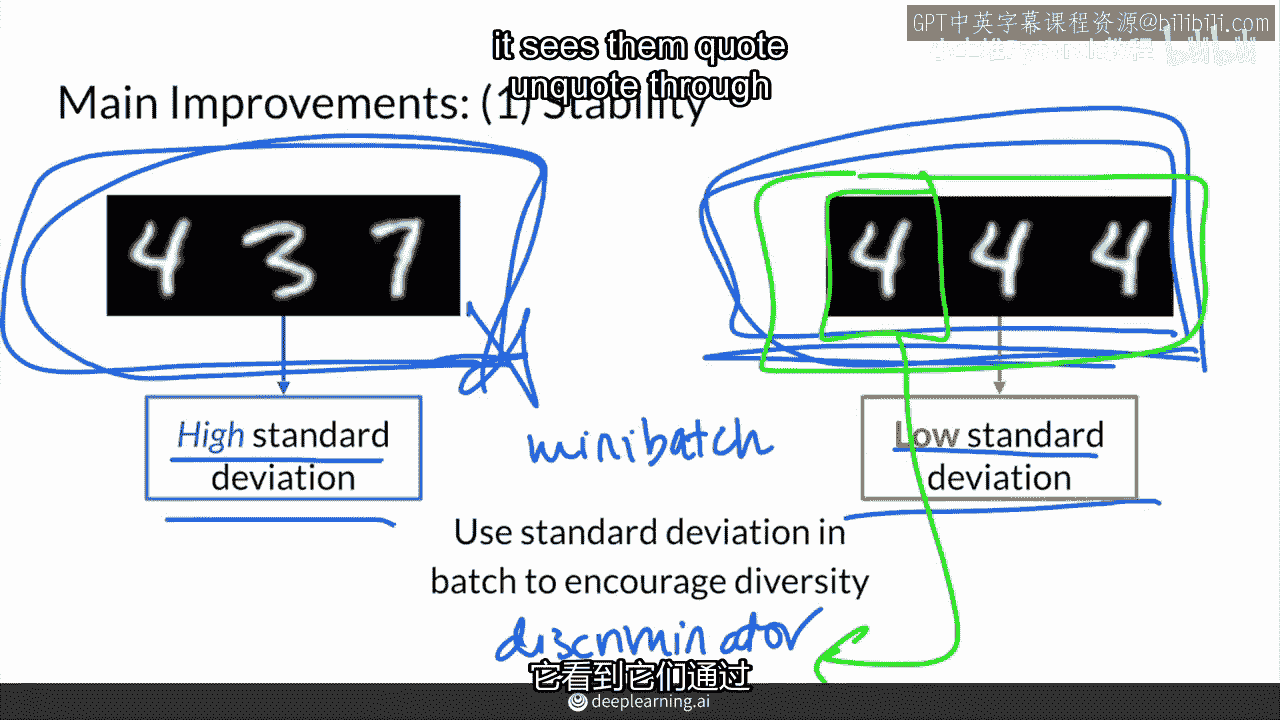 GPT中英字幕课程资源@bilibili.com
it sees them quote
unquote through
Main Improvements: (1) Stability
4 3 7
4 4 4
High standard
deviation
Low standard
deviation
minibatch
Use standard deviation in
batch to encourage diversity
discriminator
它看到它们通过
deeplearning.ai